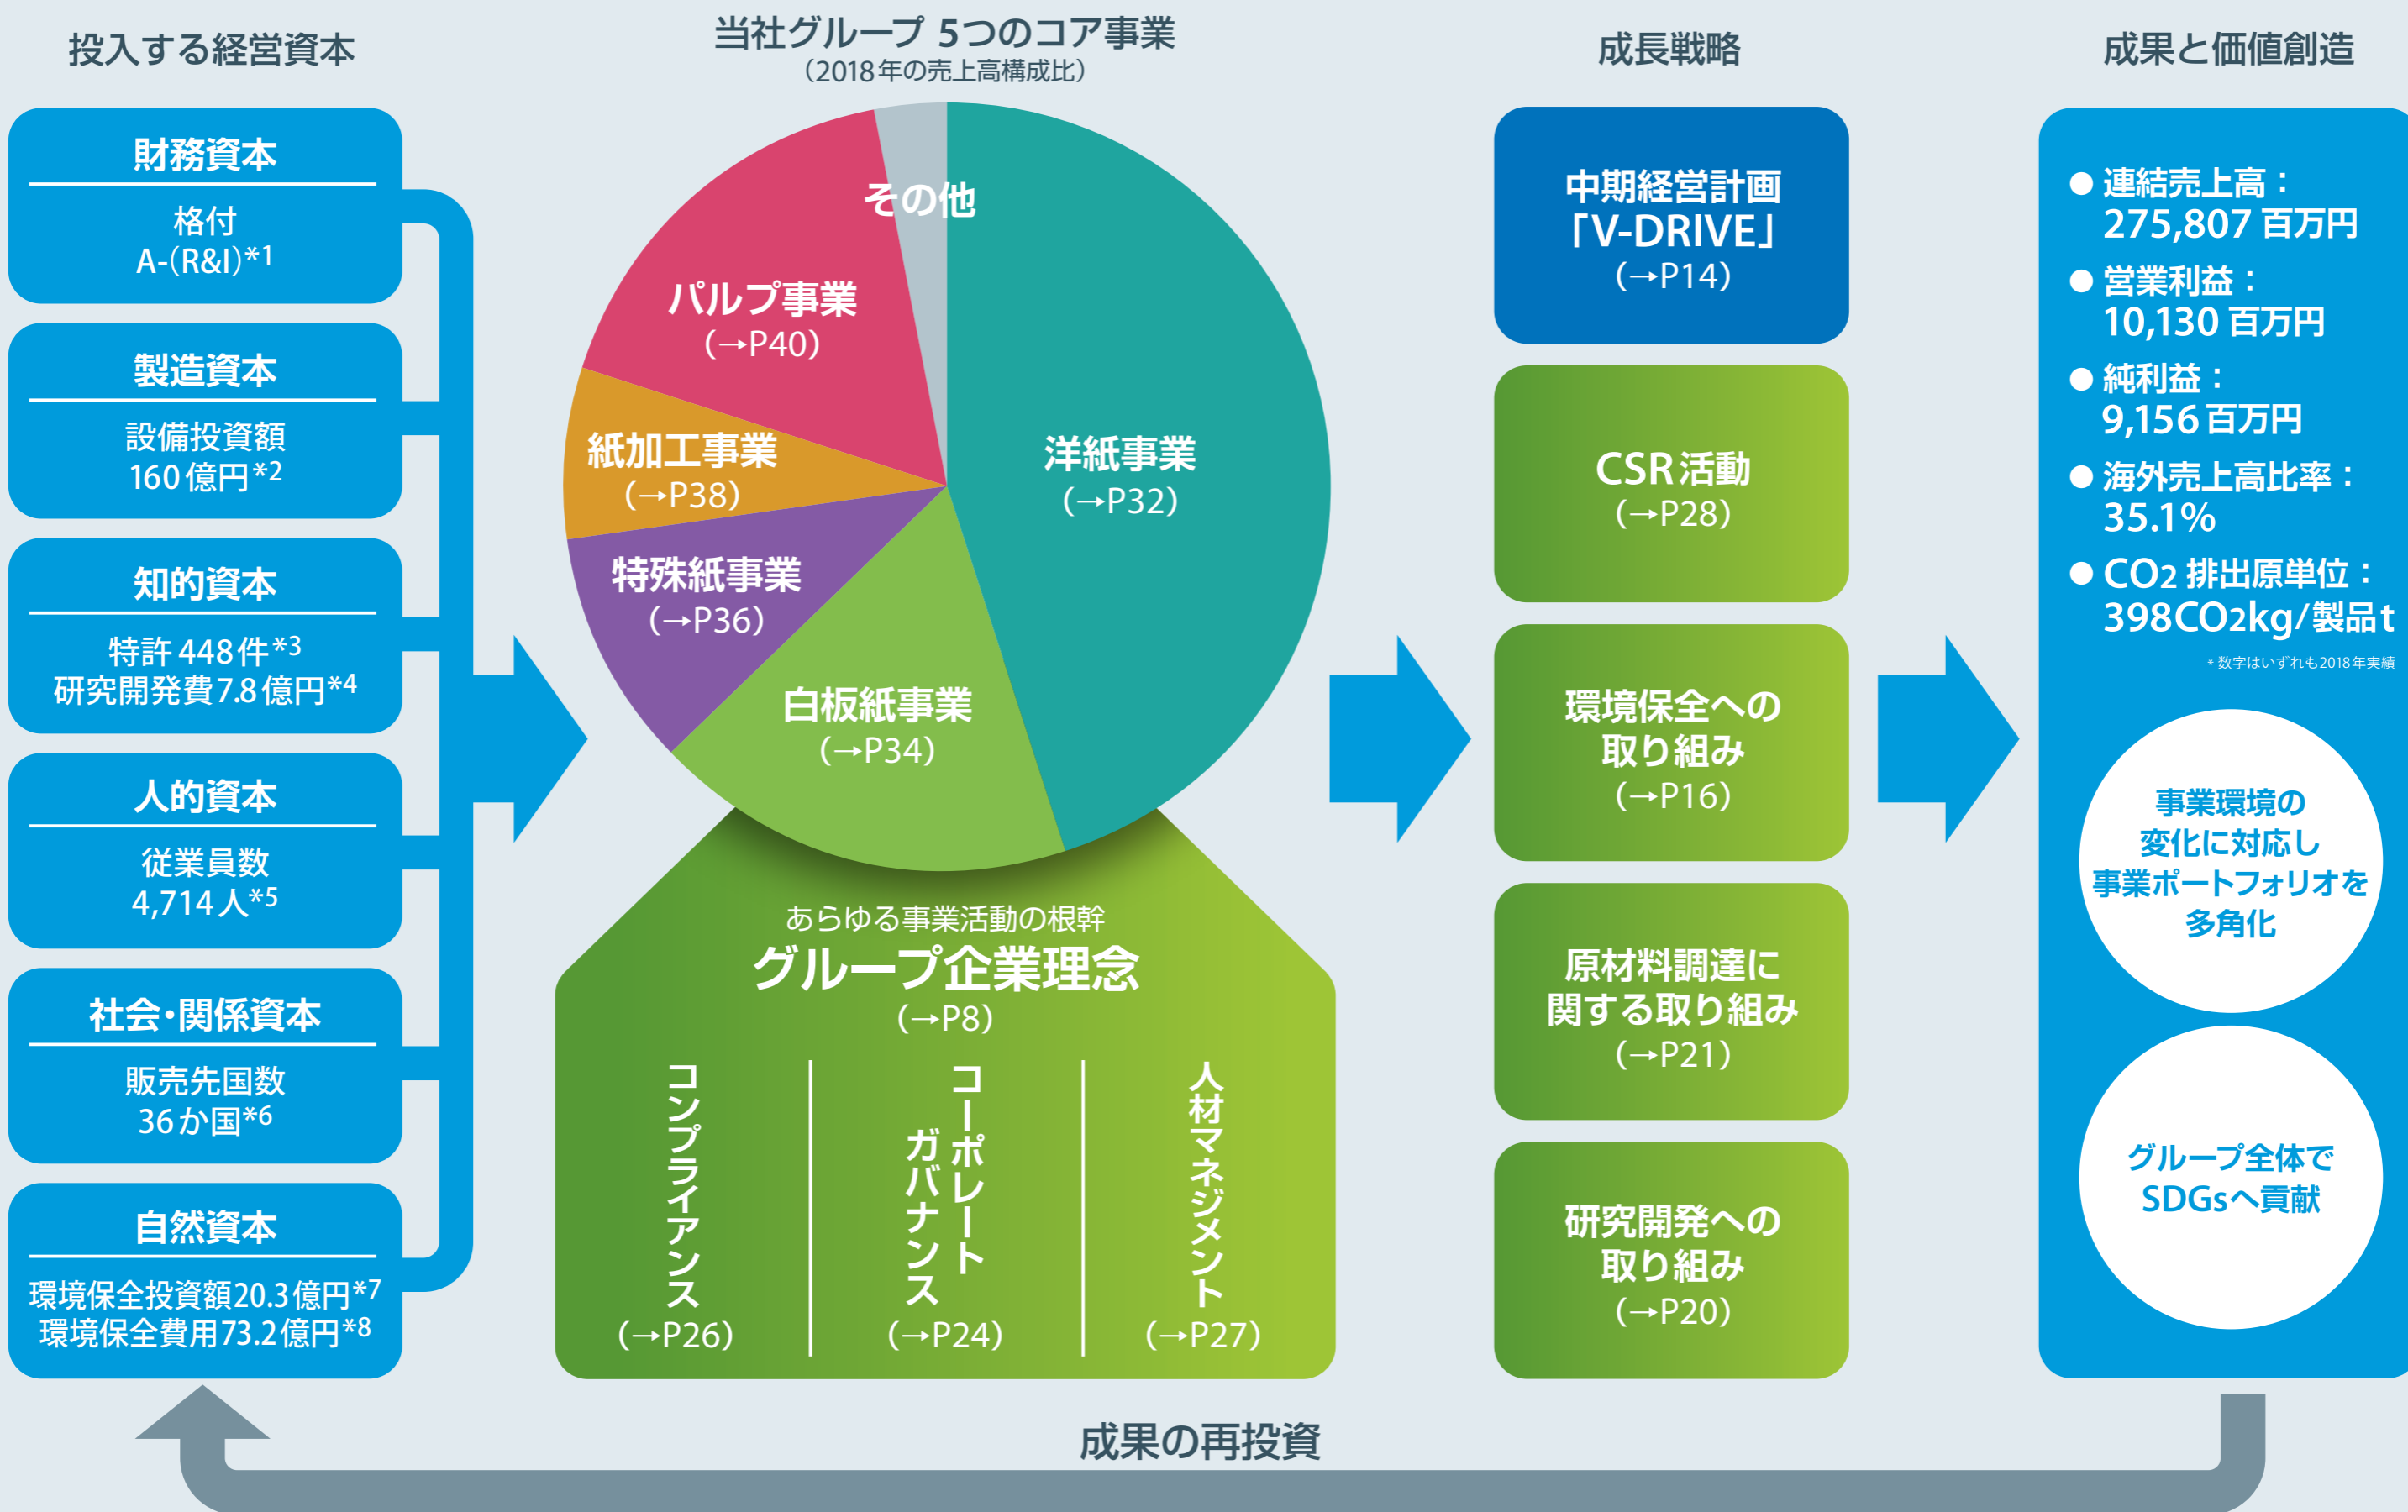 投入する経営資本
財務資本
格付
A-(R&I)*1
製造資本
設備投資額
160億円*2
知的資本
特許448件*3
研究開発費7.8億円*4
人的資本
従業員数
4,714人*5
社会・関係資本
販売先国数
36か国*6
自然資本
環境保全投資額20.3億円*7
環境保全費用73.2億円*8
当社グループ 5つのコア事業
（2018年の売上高構成比）
その他
パルプ事業
（→P40）
紙加工事業
（→P38）
特殊紙事業
（→P36）
白板紙事業
（→P34）
洋紙事業
（→P32）
あらゆる事業活動の根幹
グループ企業理念
（→P8）
コンプライアンス
（→P26）
コーポレート
ガバナンス
（→P24）
人材マネジメント
（→P27）
成長戦略
中期経営計画
「V-DRIVE」
（→P14）
CSR活動
（→P28）
環境保全への
取り組み
（→P16）
原材料調達に
関する取り組み
（→P21）
研究開発への
取り組み
（→P20）
成果と価値創造
● 連結売上高：
275,807 百万円
● 営業利益：
10,130 百万円
● 純利益：
9,156 百万円
● 海外売上高比率：
35.1%
● CO2 排出原単位：
398CO2kg/製品t
* 数字はいずれも2018年実績
事業環境の
変化に対応し
事業ポートフォリオを
多角化
グループ全体で
SDGsへ貢献
成果の再投資